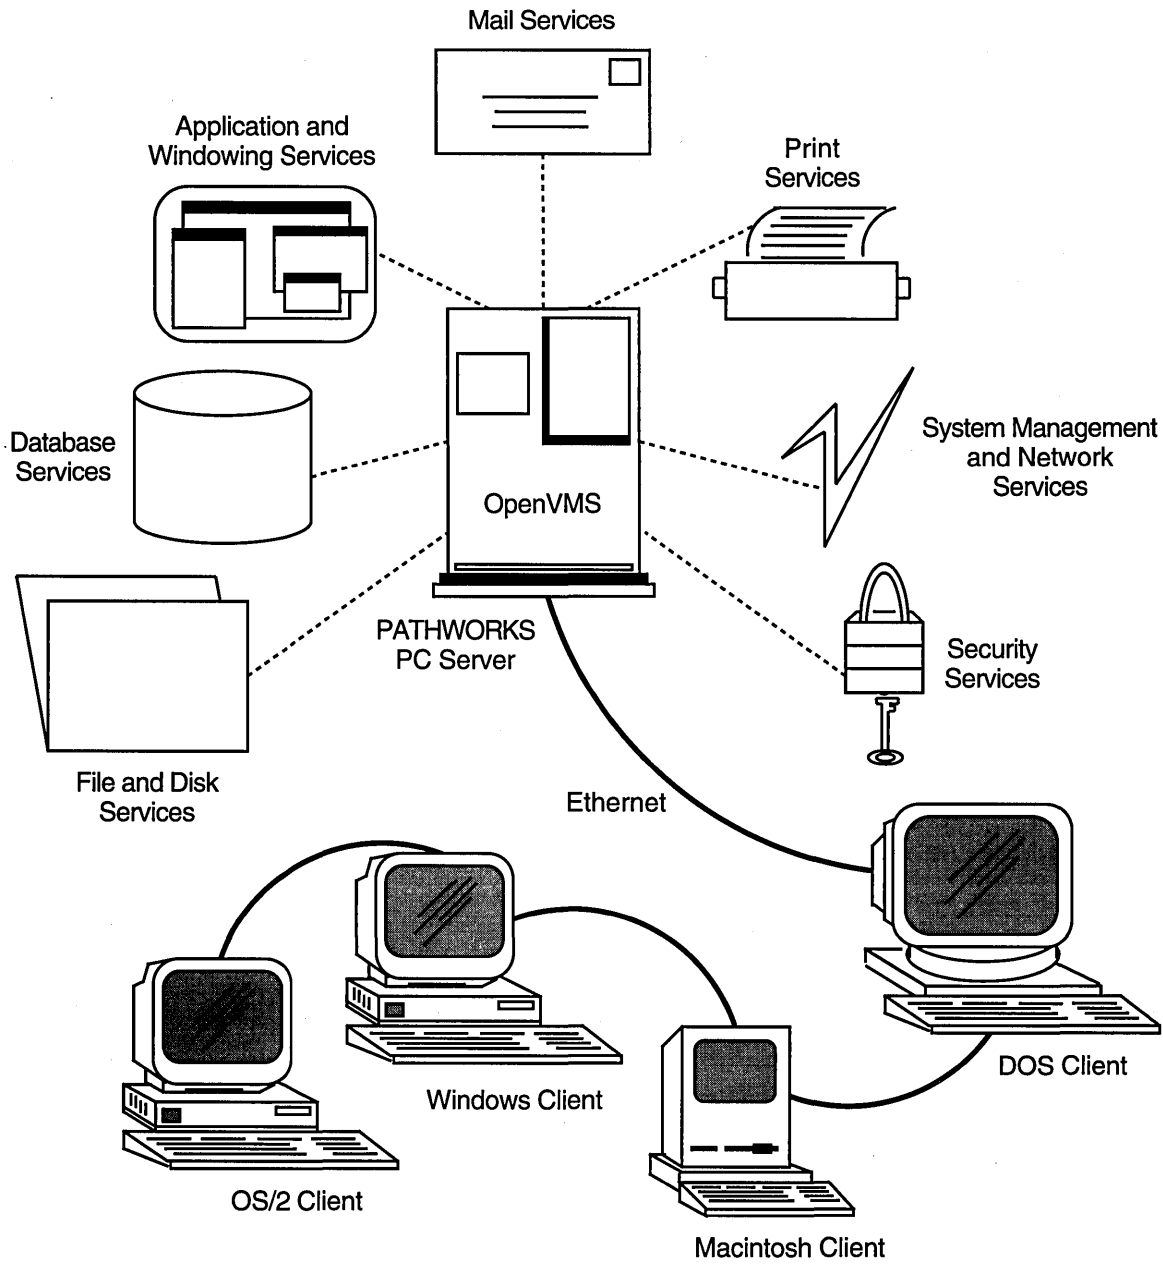 Mail Services
Application and
Windowing Services
Print
Services
Database
Services
System Management
and Network
Services
OpenVMS
PATHWORKS
PC Server
Security
Services
File and Disk
Services
Ethernet
DOS Client
Windows Client
OS/2 Client
Macintosh Client